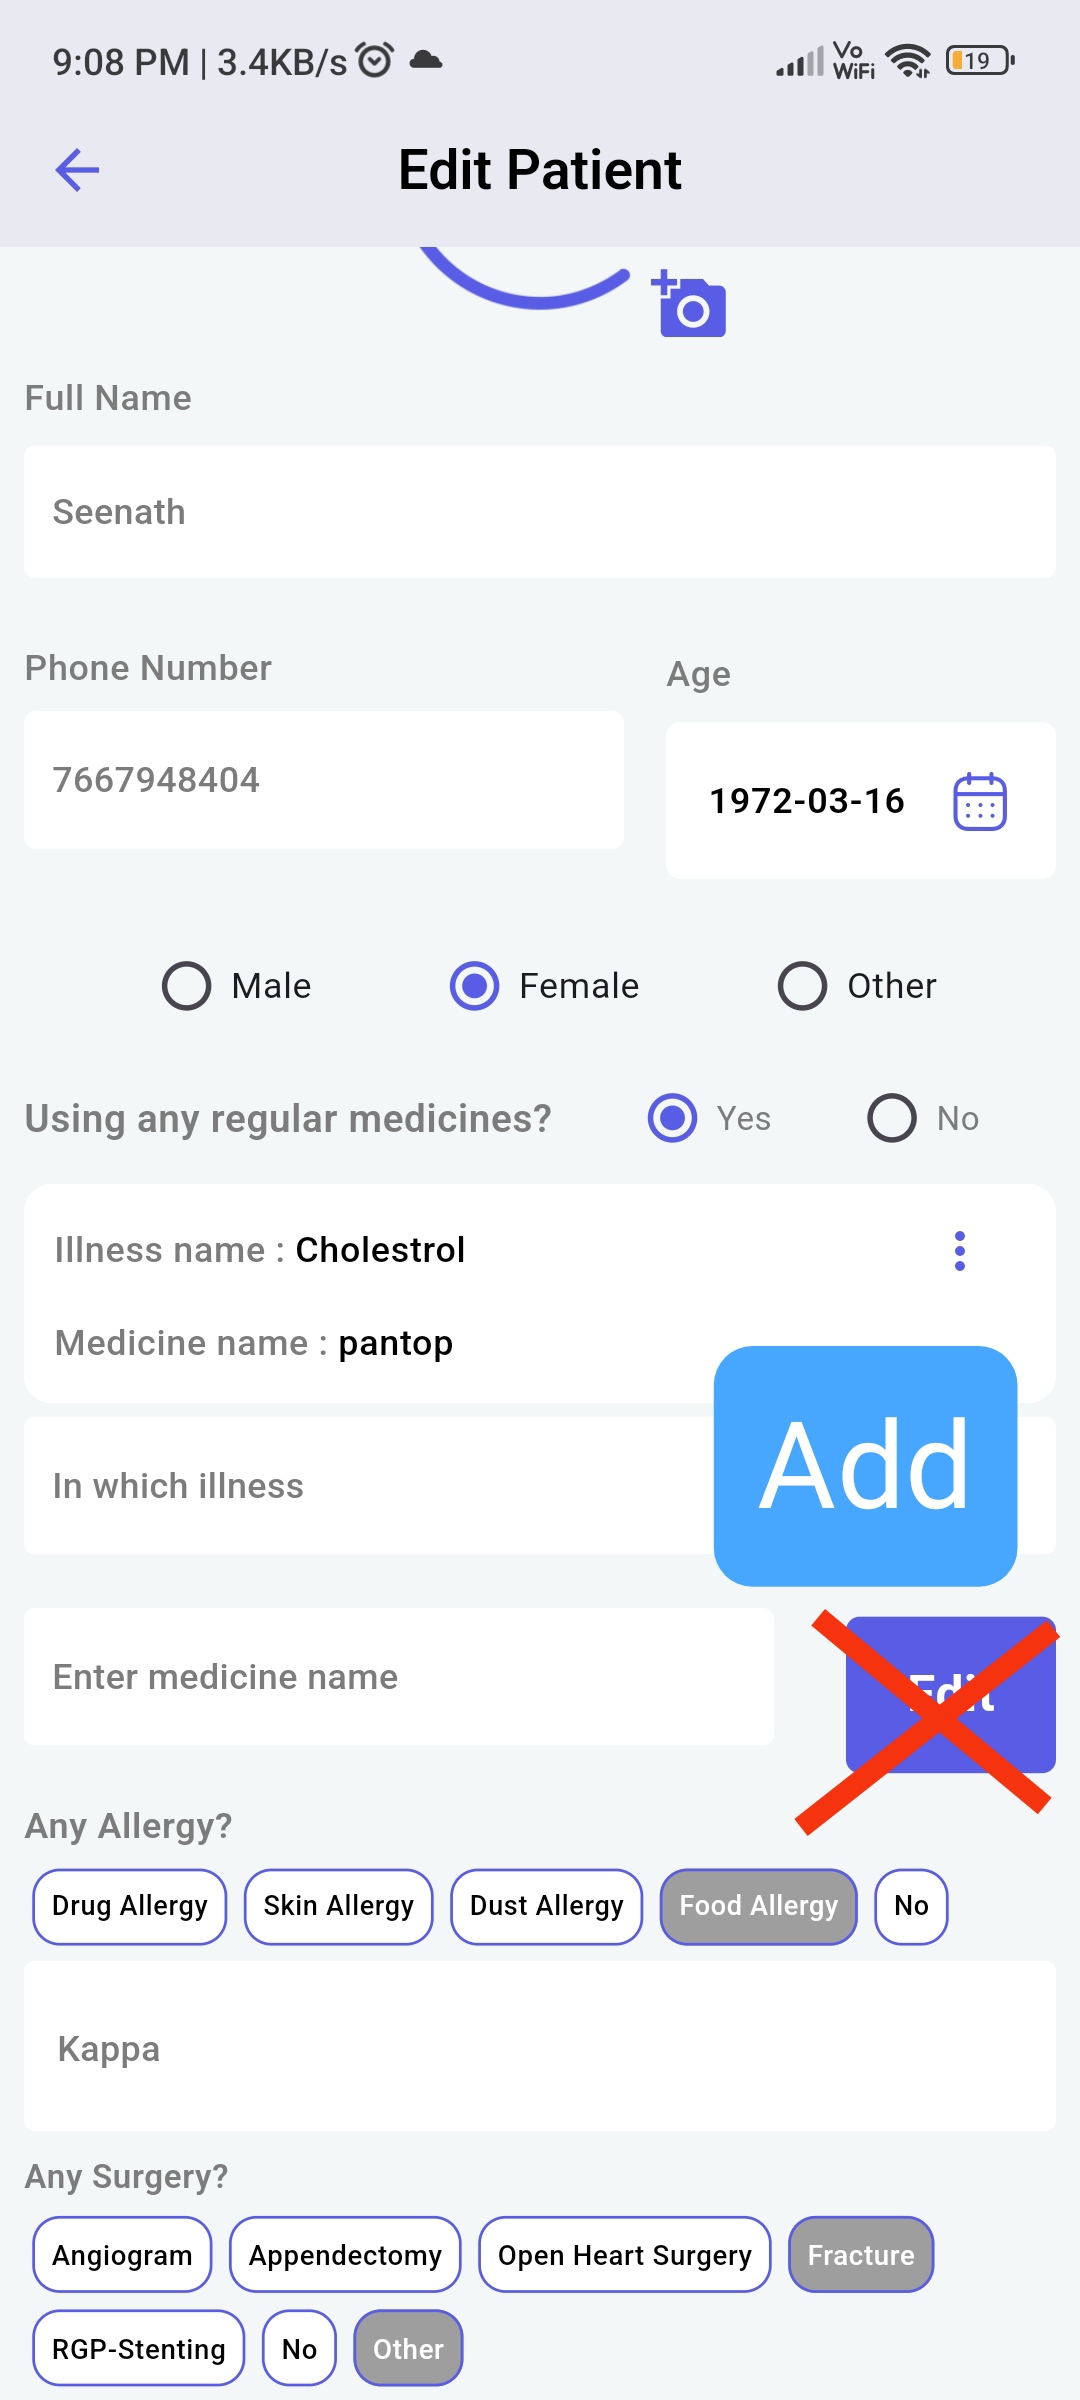 9:08 PM | 3.4KB/s Vo WiFi 19
Edit Patient
Full Name
Seenath
Phone Number
Age
7667948404
1972-03-16
Male Female Other
Using any regular medicines? Yes No
Illness name : Cholestrol
Medicine name : pantop
Add
In which illness
Enter medicine name
Edit
Any Allergy?
Drug Allergy Skin Allergy Dust Allergy Food Allergy No
Kappa
Any Surgery?
Angiogram Appendectomy Open Heart Surgery Fracture
RGP-Stenting No Other